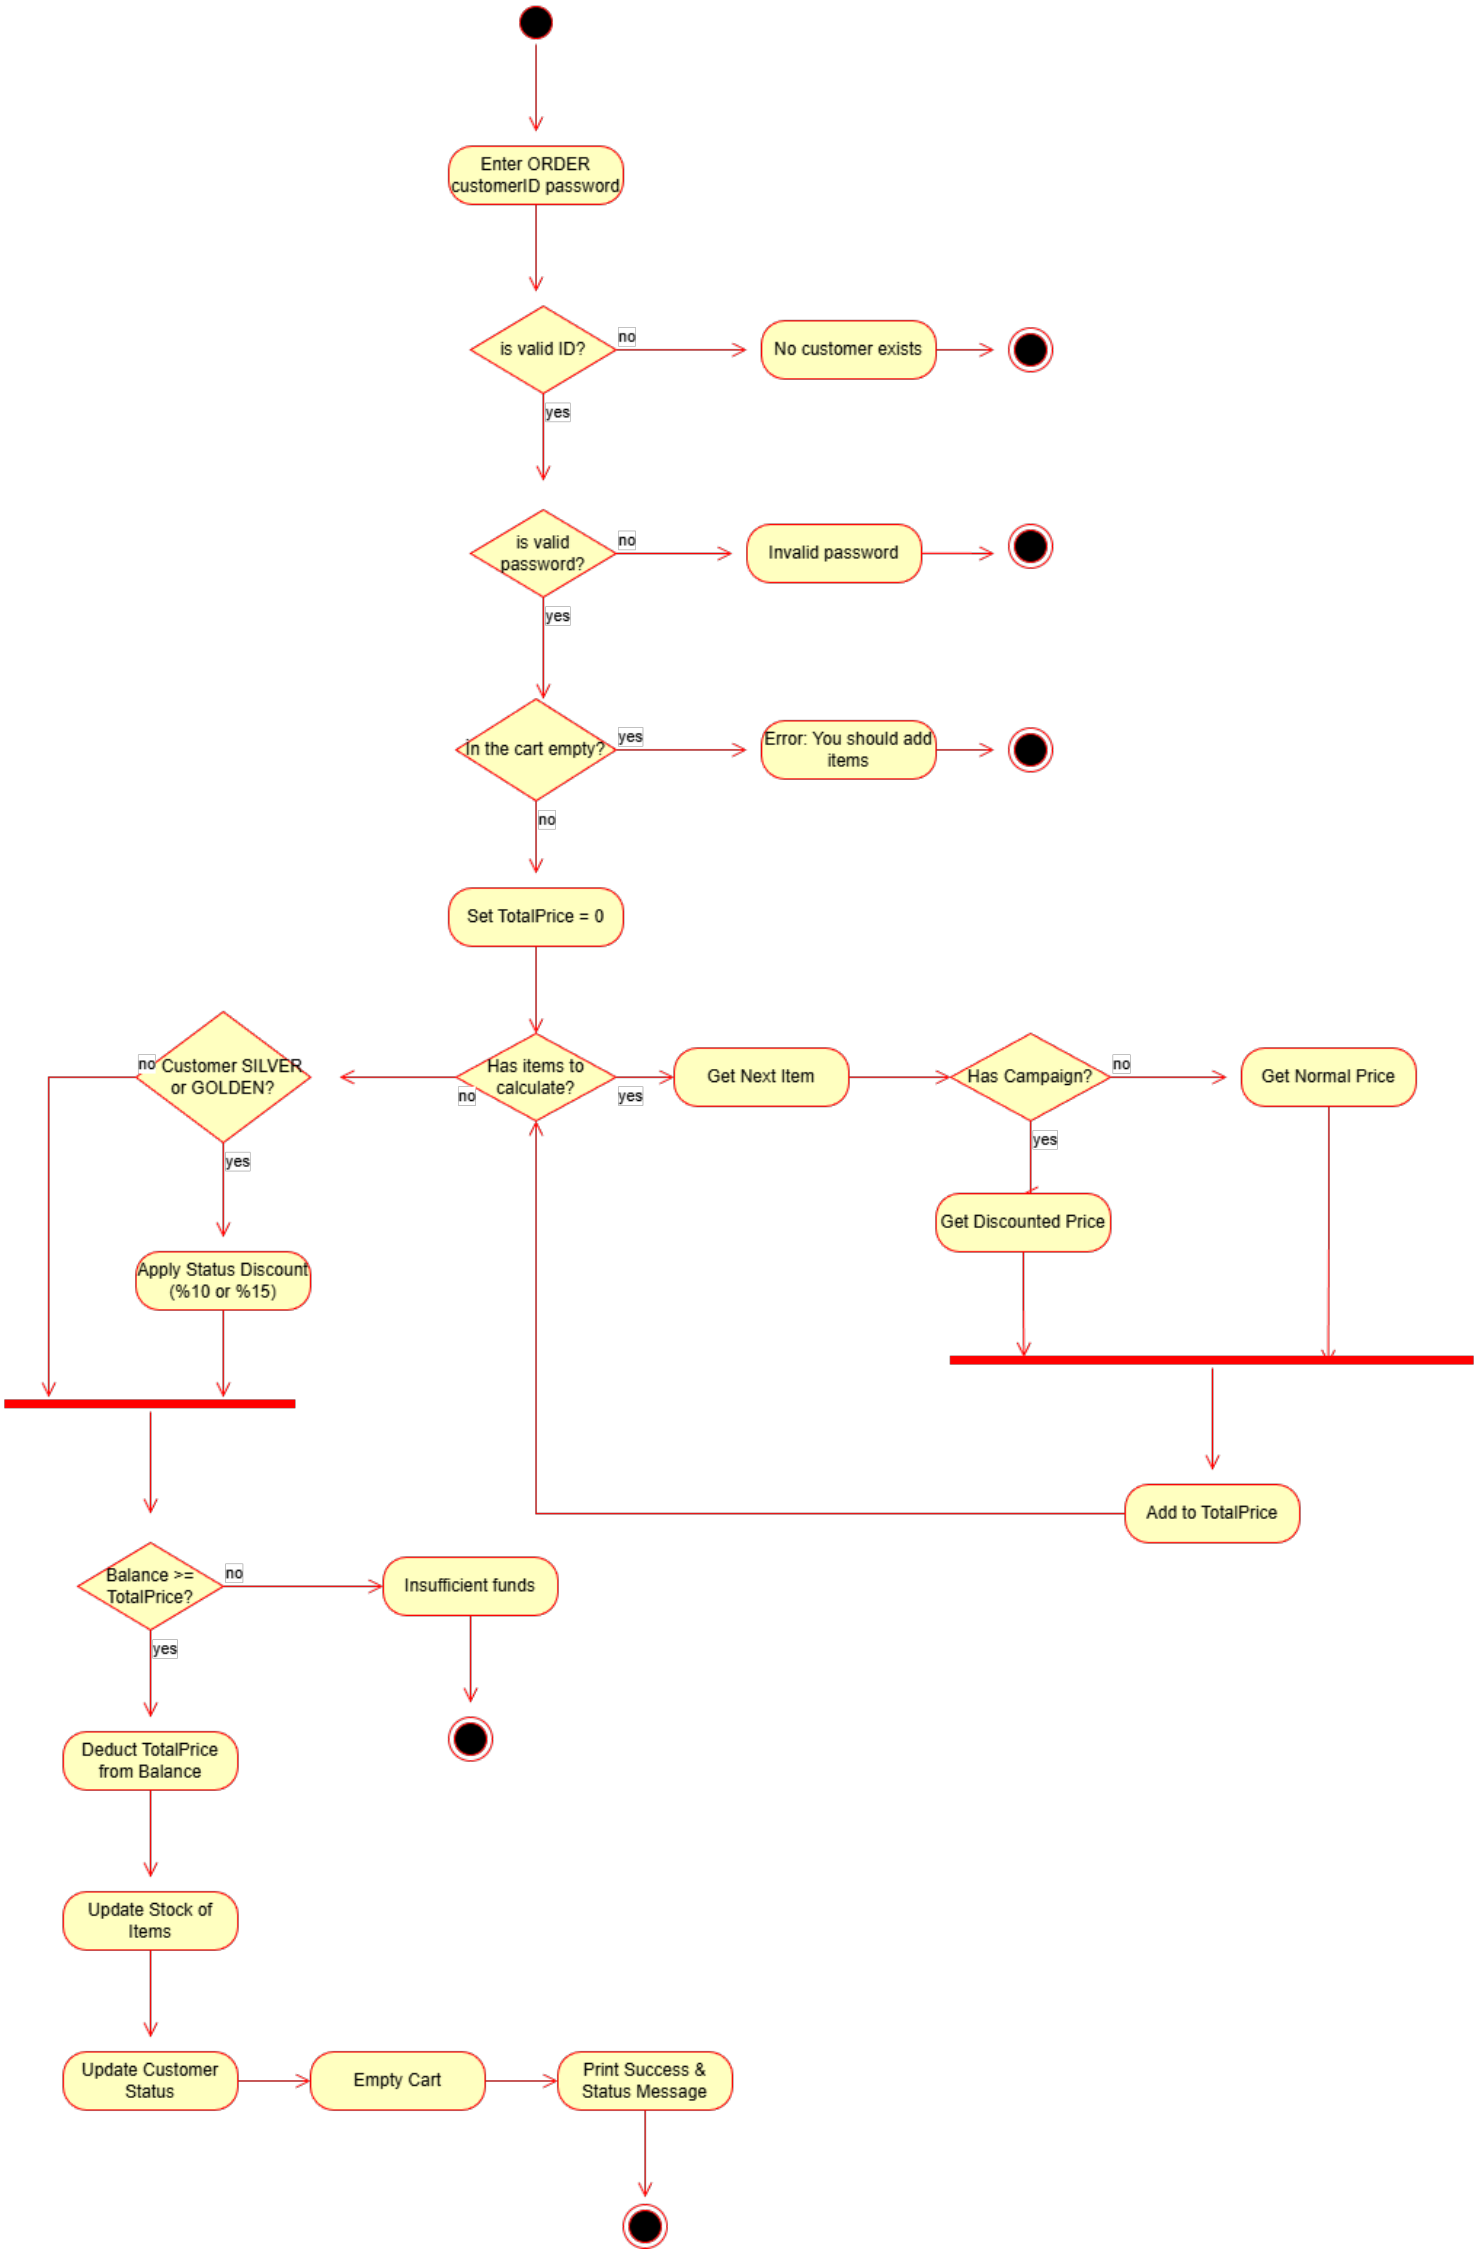 Enter ORDER
customerID password
is valid ID?
no
No customer exists
yes
is valid
password?
no
Invalid password
yes
in the cart empty?
yes
Error: You should add
items
no
Set TotalPrice = 0
no
Customer SILVER
or GOLDEN?
yes
Has items to
calculate?
no
yes
Get Next Item
Has Campaign?
no
Get Normal Price
yes
Get Discounted Price
Apply Status Discount
(%10 or %15)
Add to TotalPrice
Balance >=
TotalPrice?
no
Insufficient funds
yes
Deduct TotalPrice
from Balance
Update Stock of
Items
Update Customer
Status
Empty Cart
Print Success &
Status Message